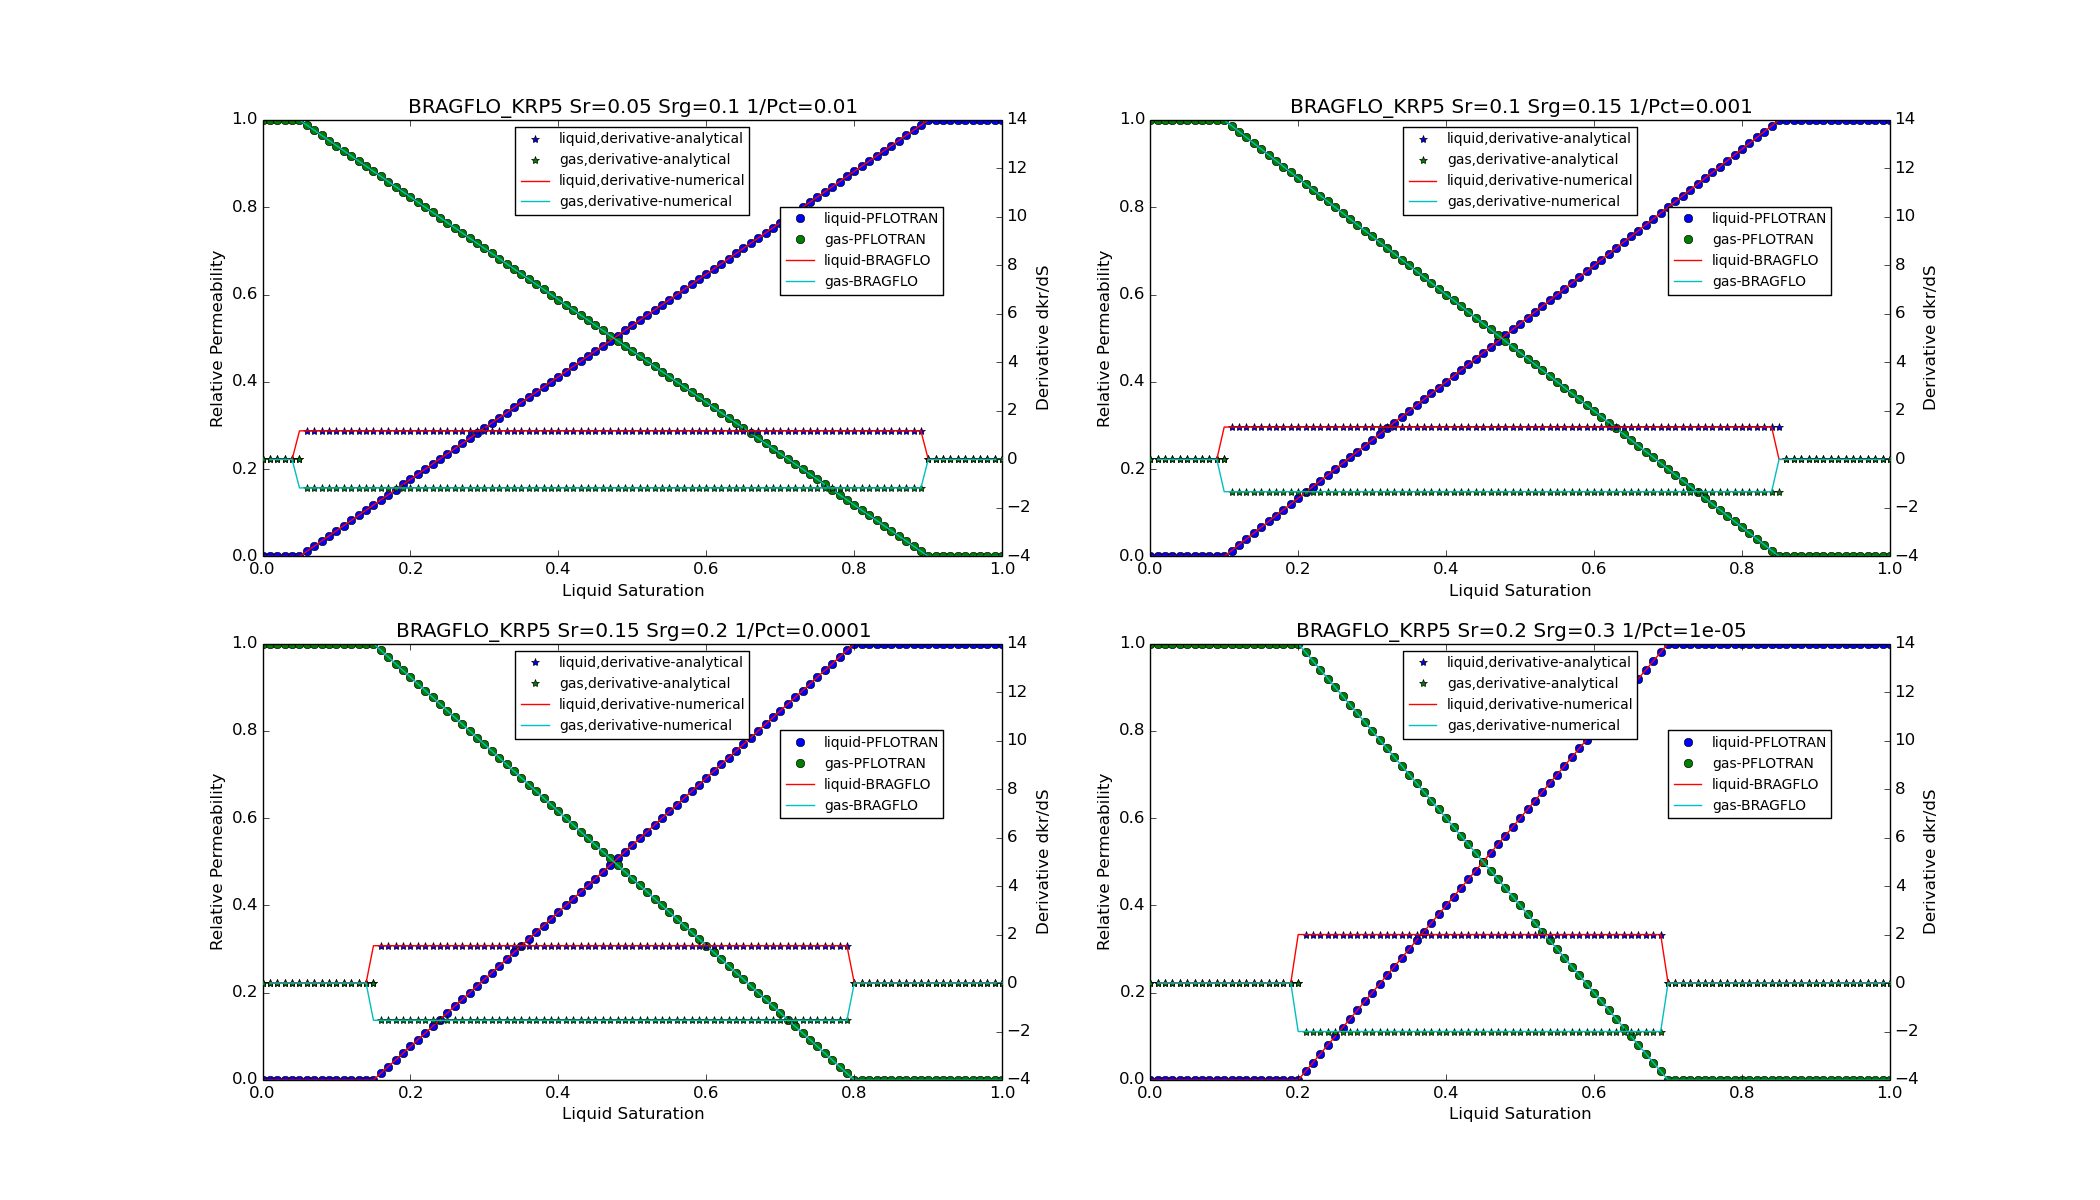 BRAGFLO_KRP5 Sr=0.05 Srg=0.1 1/Pct=0.01
liquid,derivative-analytical
gas,derivative-analytical
liquid,derivative-numerical
gas,derivative-numerical
liquid-PFLOTRAN
gas-PFLOTRAN
liquid-BRAGFLO
gas-BRAGFLO
Relative Permeability
1.0
0.8
0.6
0.4
0.2
0.0
14
12
10
8
6
4
2
0
−2
−4
Derivative dkr/dS
0.0 0.2 0.4 0.6 0.8 1.0
Liquid Saturation
BRAGFLO_KRP5 Sr=0.1 Srg=0.15 1/Pct=0.001
liquid,derivative-analytical
gas,derivative-analytical
liquid,derivative-numerical
gas,derivative-numerical
liquid-PFLOTRAN
gas-PFLOTRAN
liquid-BRAGFLO
gas-BRAGFLO
Relative Permeability
1.0
0.8
0.6
0.4
0.2
0.0
14
12
10
8
6
4
2
0
−2
−4
Derivative dkr/dS
0.0 0.2 0.4 0.6 0.8 1.0
Liquid Saturation
BRAGFLO_KRP5 Sr=0.15 Srg=0.2 1/Pct=0.0001
liquid,derivative-analytical
gas,derivative-analytical
liquid,derivative-numerical
gas,derivative-numerical
liquid-PFLOTRAN
gas-PFLOTRAN
liquid-BRAGFLO
gas-BRAGFLO
Relative Permeability
1.0
0.8
0.6
0.4
0.2
0.0
14
12
10
8
6
4
2
0
−2
−4
Derivative dkr/dS
0.0 0.2 0.4 0.6 0.8 1.0
Liquid Saturation
BRAGFLO_KRP5 Sr=0.2 Srg=0.3 1/Pct=1e-05
liquid,derivative-analytical
gas,derivative-analytical
liquid,derivative-numerical
gas,derivative-numerical
liquid-PFLOTRAN
gas-PFLOTRAN
liquid-BRAGFLO
gas-BRAGFLO
Relative Permeability
1.0
0.8
0.6
0.4
0.2
0.0
14
12
10
8
6
4
2
0
−2
−4
Derivative dkr/dS
0.0 0.2 0.4 0.6 0.8 1.0
Liquid Saturation